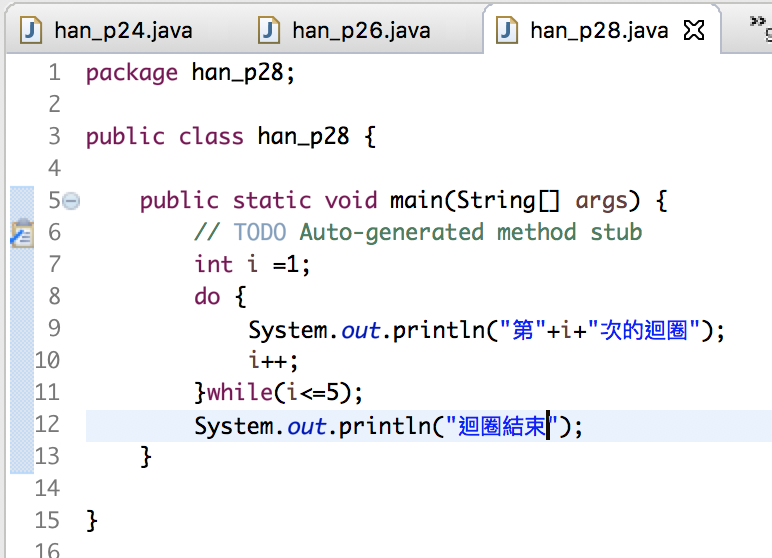 han_p24.java han_p26.java han_p28.java
1 package han_p28;
2
3 public class han_p28 {
4
5 public static void main(String[] args) {
6 // TODO Auto-generated method stub
7 int i =1;
8 do {
9 System.out.println("第"+i+"次的迴圈");
10 i++;
11 }while(i<=5);
12 System.out.println("迴圈結束");
13 }
14
15 }
16